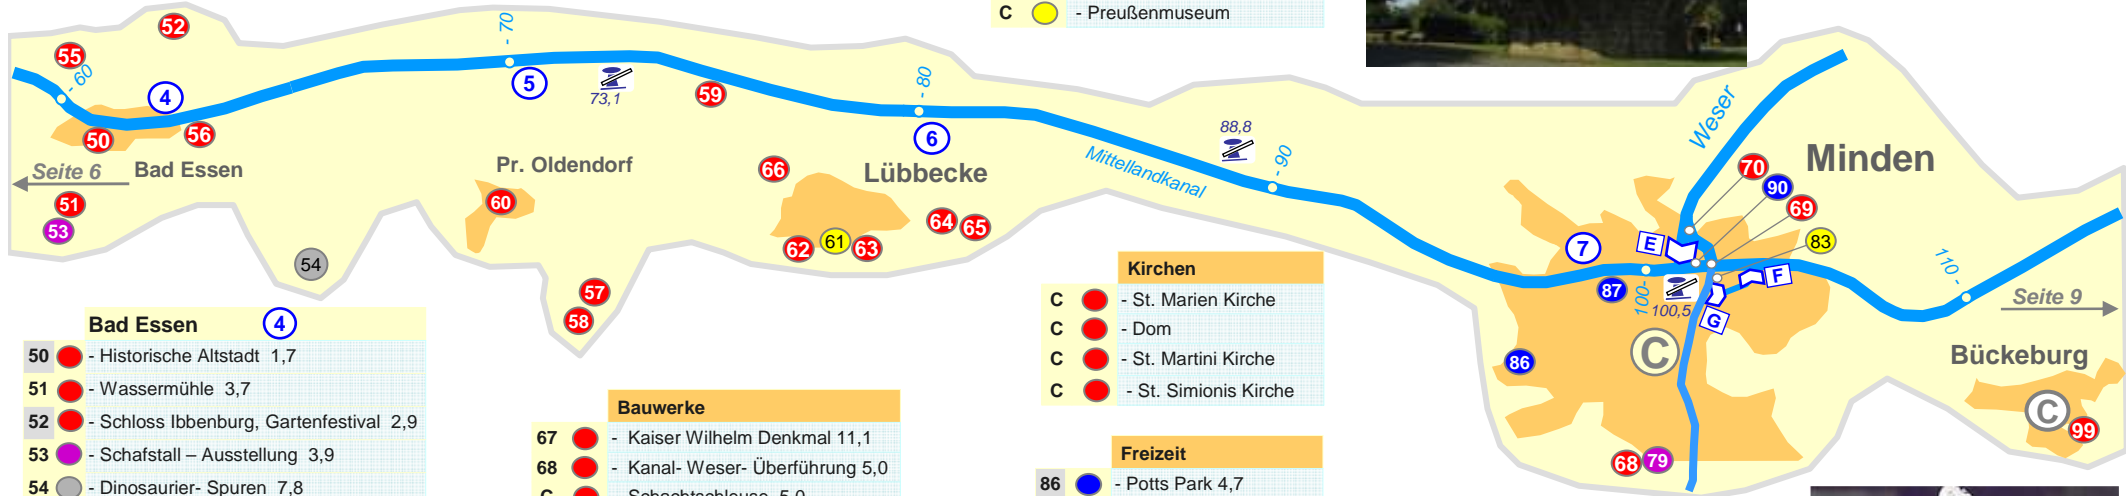 C - Preußenmuseum
52
55
- 60
4
50
56
Bad Essen
Seite 6
51
53
54
- 70
5
73,1
59
Pr. Oldendorf
60
57
58
- 80
6
66
Lübbecke
64
65
62
61
63
88,8
- 90
Mittellandkanal
Weser
Minden
70
90
69
83
7
E
F
G
87
100-
100,5
C
86
68
79
110 -
Seite 9
Bückeburg
C
99
Bad Essen 4
50 - Historische Altstadt 1,7
51 - Wassermühle 3,7
52 - Schloss Ibbenburg, Gartenfestival 2,9
53 - Schafstall – Ausstellung 3,9
54 - Dinosaurier- Spuren 7,8
Bauwerke
67 - Kaiser Wilhelm Denkmal 11,1
68 - Kanal- Weser- Überführung 5,0
C - Schachtschleuse 5,0
Kirchen
C - St. Marien Kirche
C - Dom
C - St. Martini Kirche
C - St. Simionis Kirche
Freizeit
86 - Potts Park 4,7